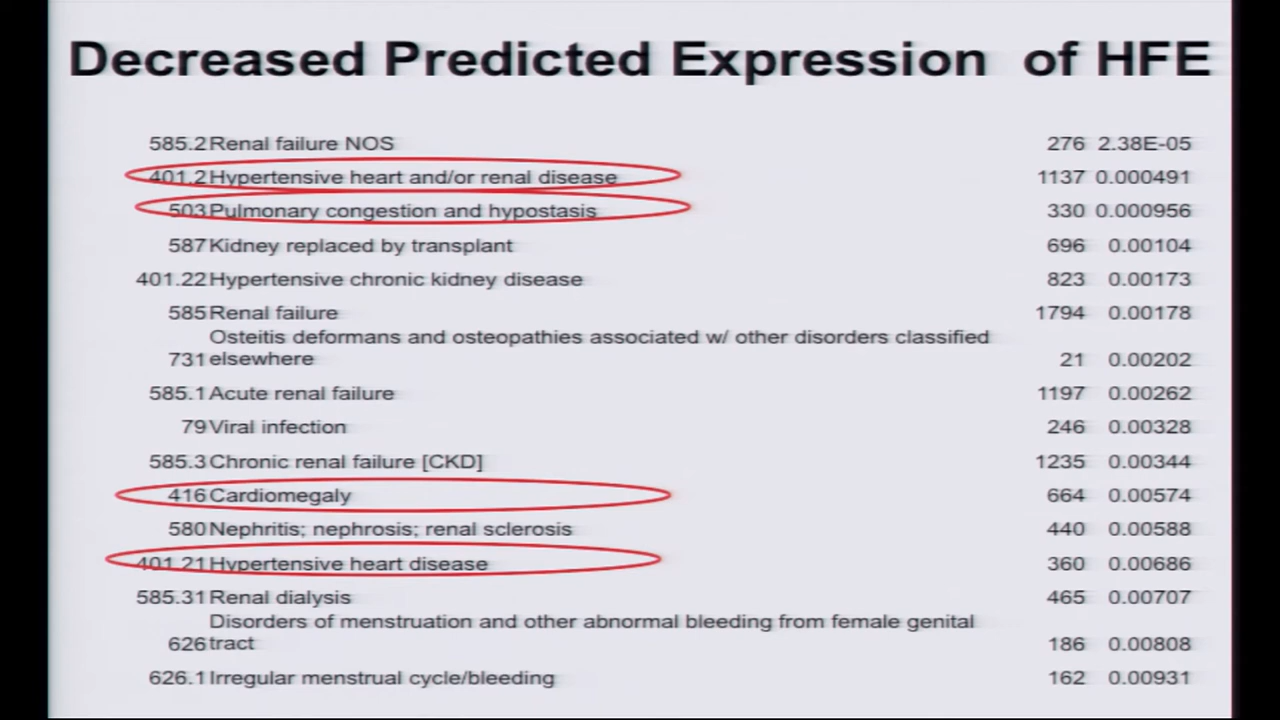 Decreased Predicted Expression of HFE
585.2 Renal failure NOS 276 2.38E-05
401.2 Hypertensive heart and/or renal disease 1137 0.000491
503 Pulmonary congestion and hypostasis 330 0.000956
587 Kidney replaced by transplant 696 0.00104
401.22 Hypertensive chronic kidney disease 823 0.00173
585 Renal failure 1794 0.00178
Osteitis deformans and osteopathies associated w/ other disorders classified
731 elsewhere 21 0.00202
585.1 Acute renal failure 1197 0.00262
79 Viral infection 246 0.00328
585.3 Chronic renal failure [CKD] 1235 0.00344
416 Cardiomegaly 664 0.00574
580 Nephritis; nephrosis; renal sclerosis 440 0.00588
401.21 Hypertensive heart disease 360 0.00686
585.31 Renal dialysis 465 0.00707
Disorders of menstruation and other abnormal bleeding from female genital
626 tract 186 0.00808
626.1 Irregular menstrual cycle/bleeding 162 0.00931